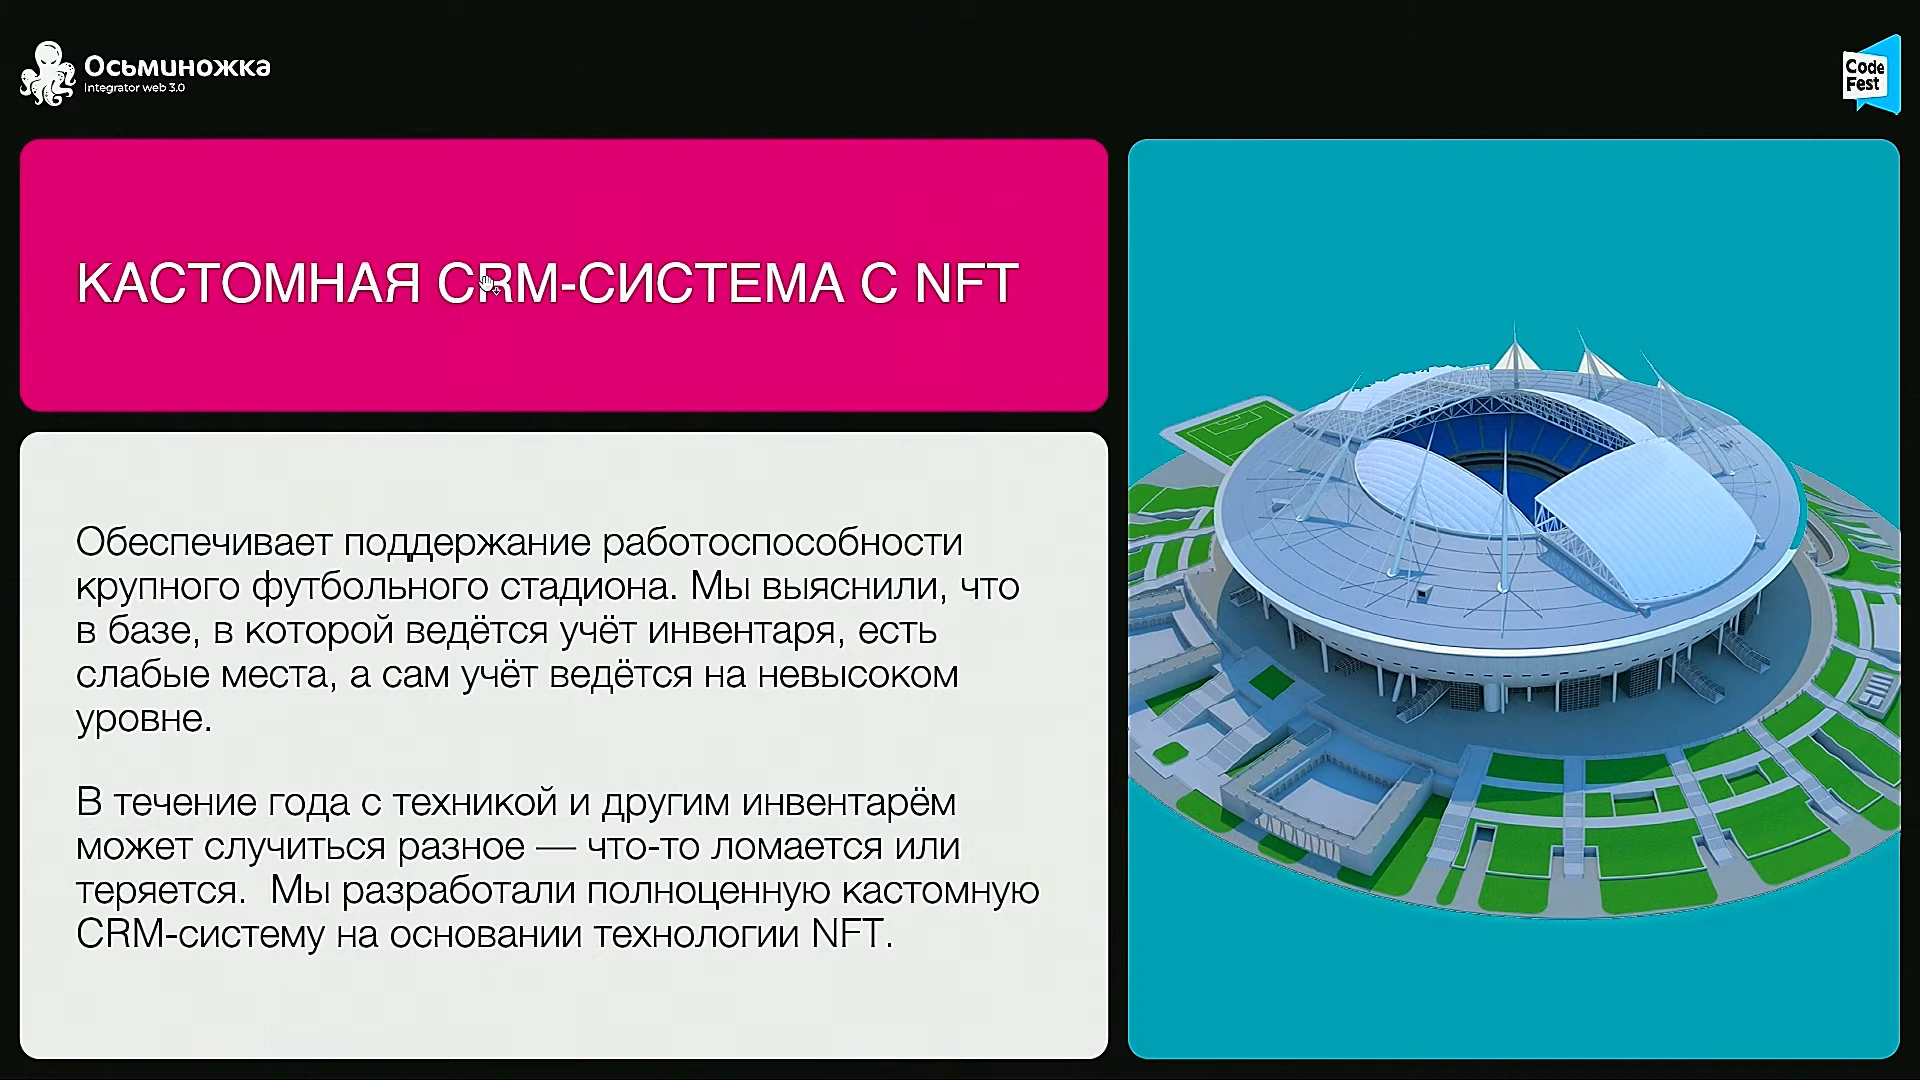 Осьминожка
Integrator web 3.0
Code
Fest
КАСТОМНАЯ CRM-СИСТЕМА С NFT
Обеспечивает поддержание работоспособности
крупного футбольного стадиона. Мы выяснили, что
в базе, в которой ведётся учёт инвентаря, есть
слабые места, а сам учёт ведётся на невысоком
уровне.
В течение года с техникой и другим инвентарём
может случиться разное — что-то ломается или
теряется.  Мы разработали полноценную кастомную
CRM-систему на основании технологии NFT.